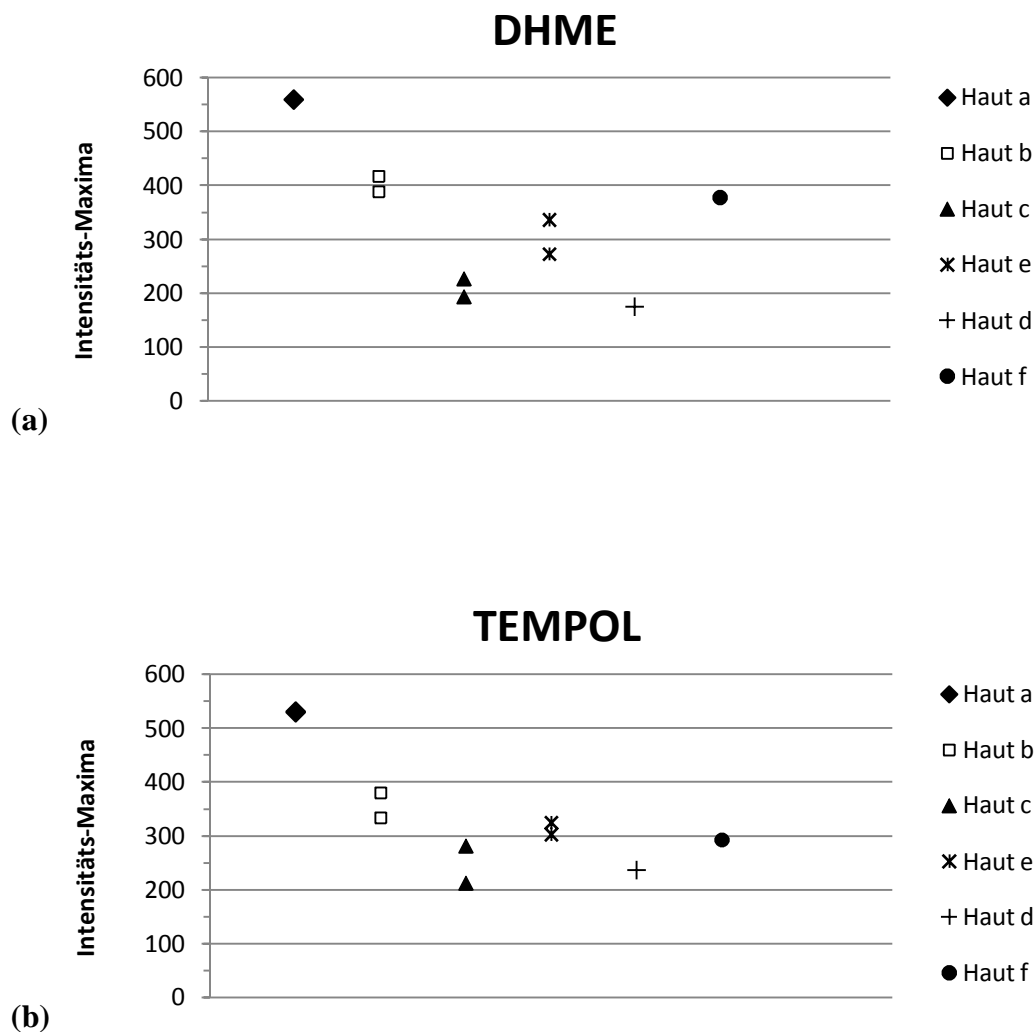 DHME
600
500
400
300
200
100
0
Intensitäts-Maxima
Haut a
Haut b
Haut c
Haut e
Haut d
Haut f
(a)
TEMPOL
600
500
400
300
200
100
0
Intensitäts-Maxima
Haut a
Haut b
Haut c
Haut e
Haut d
Haut f
(b)